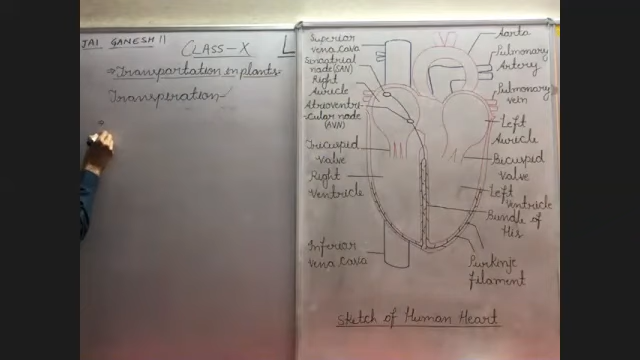 JAI GANESH II
CLASS-X
L
Transportation in plants
Transpiration
Superior
vena cava
Sinoatrial
node (SAN)
Right
Auricle
Atrioventri
cular node
(AVN)
Tricuspid
valve
Right
ventricle
Inferior
vena cava
Aorta
Pulmonary
Artery
Pulmonary
vein
Left
Auricle
Bicuspid
valve
Left
ventricle
Bundle of
His
Purkinje
filament
Sketch of Human Heart